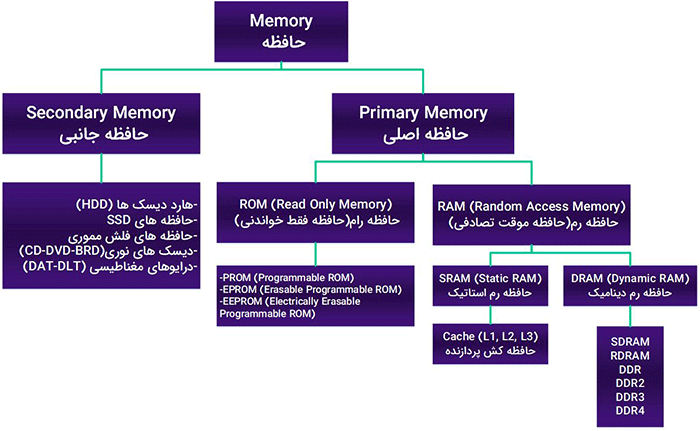 Memory
حافظه
Secondary Memory
حافظه جانبی
Primary Memory
حافظه اصلی
-هارد دیسک ها (HDD)
-حافظه های SSD
-حافظه های فلش مموری
-دیسک های نوری(CD-DVD-BRD)
-درایوهای مغناطیسی (DAT-DLT)
ROM (Read Only Memory)
حافظه رام(حافظه فقط خواندنی)
RAM (Random Access Memory)
حافظه رم(حافظه موقت تصادفی)
-PROM (Programmable ROM)
-EPROM (Erasable Programmable ROM)
-EEPROM (Electrically Erasable
Programmable ROM)
SRAM (Static RAM)
حافظه رم استاتیک
DRAM (Dynamic RAM)
حافظه رم دینامیک
Cache (L1, L2, L3)
حافظه کش پردازنده
SDRAM
RDRAM
DDR
DDR2
DDR3
DDR4